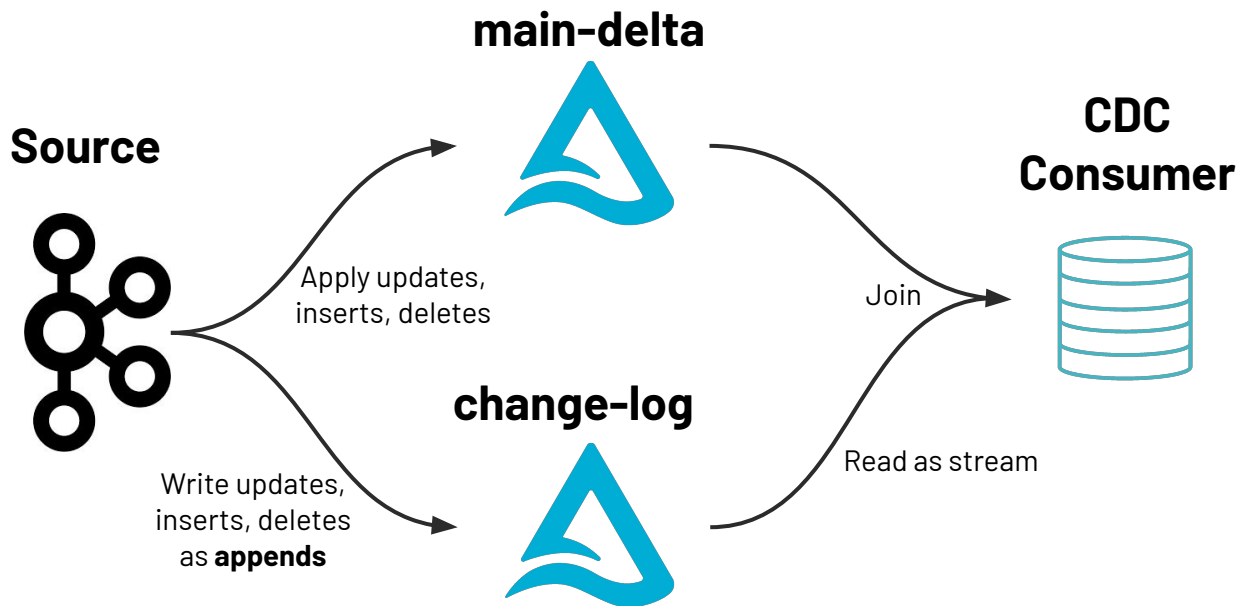 main-delta
Source
CDC
Consumer
Apply updates,
inserts, deletes
Join
change-log
Write updates,
inserts, deletes
as appends
Read as stream